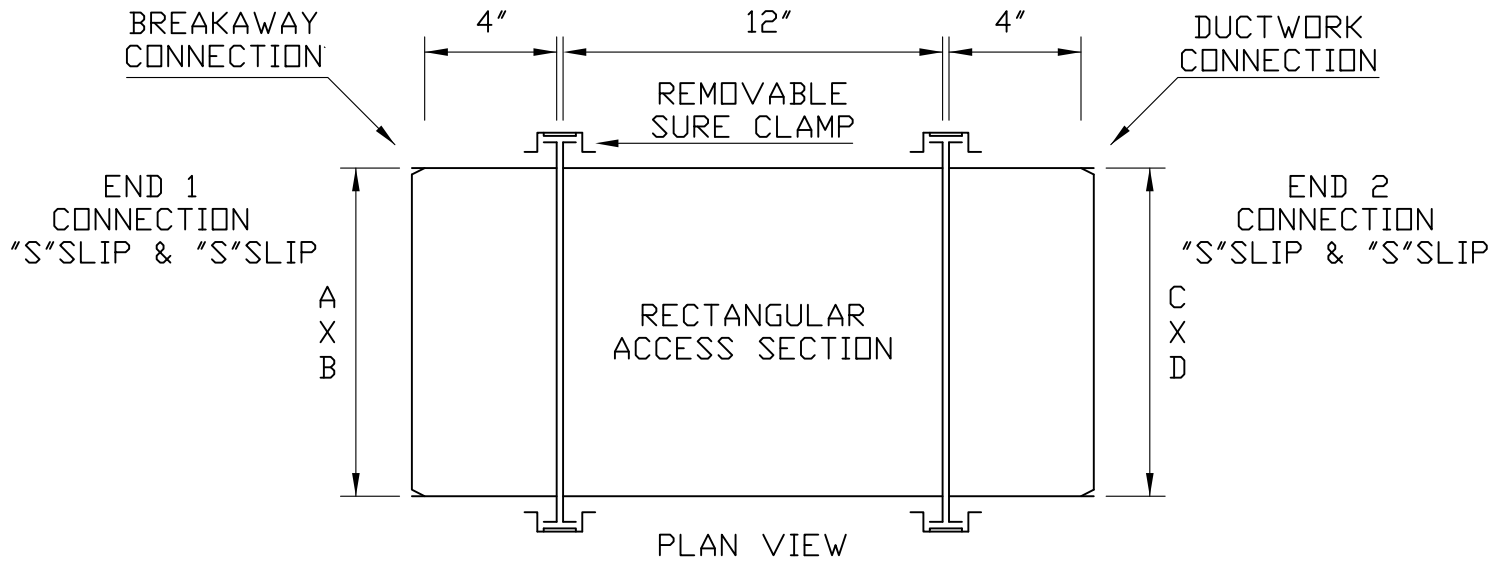 BREAKAWAY
CONNECTION
4"
12"
4"
DUCTWORK
CONNECTION
REMOVABLE
SURE CLAMP
END 1
CONNECTION
"S"SLIP & "S"SLIP
A
X
B
RECTANGULAR
ACCESS SECTION
END 2
CONNECTION
"S"SLIP & "S"SLIP
C
X
D
PLAN VIEW